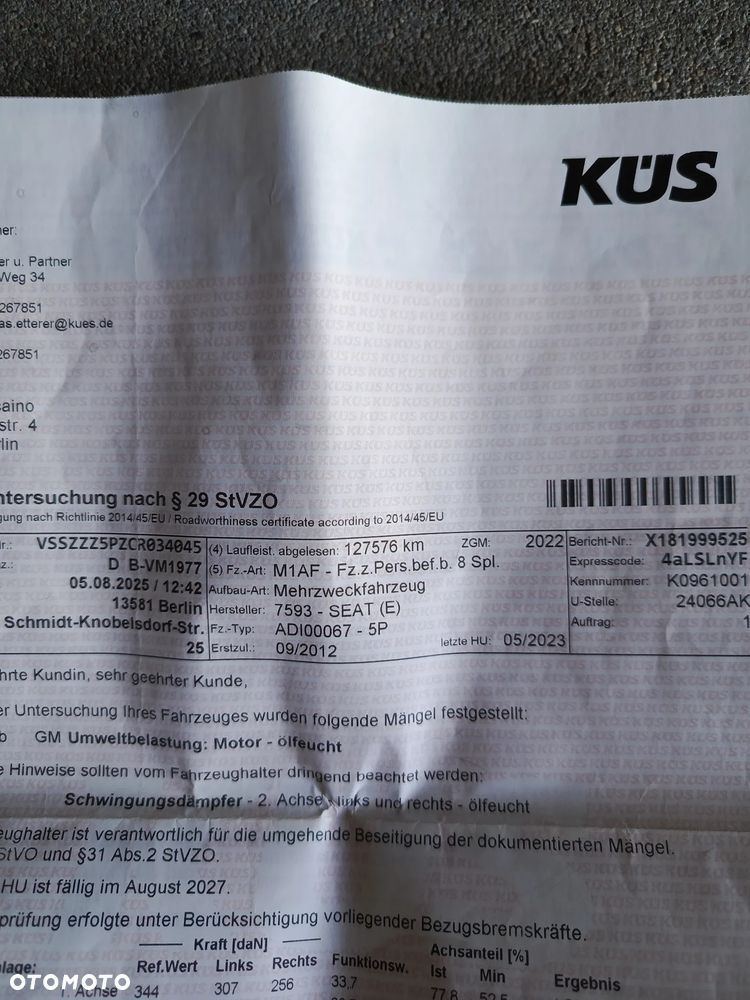 KÜS
ner:
er u. Partner
Weg 34
267851
as.etterer@kues.de
267851
saino
str. 4
rlin
ntersuchung nach § 29 StVZO
gung nach Richtlinie 2014/45/EU / Roadworthiness certificate according to 2014/45/EU
Nr.: VSSZZZ5PZCR034045 (4) Laufleist. abgelesen: 127576 km ZGM: 2022 Bericht-Nr.: X181999525
nz.: D B-VM1977 (5) Fz.-Art: M1AF - Fz.z.Pers.bef.b. 8 Spl. Expresscode: 4aLSLnYF
05.08.2025 / 12:42 Aufbau-Art: Mehrzweckfahrzeug Kennnummer: K0961001
13581 Berlin Hersteller: 7593 - SEAT (E) U-Stelle: 24066AK
Schmidt-Knobelsdorf-Str. Fz.-Typ: ADI00067 - 5P Auftrag: 1
25 Erstzul.: 09/2012 letzte HU: 05/2023
ehrte Kundin, sehr geehrter Kunde,
er Untersuchung Ihres Fahrzeuges wurden folgende Mängel festgestellt:
b GM Umweltbelastung: Motor - ölfeucht
e Hinweise sollten vom Fahrzeughalter dringend beachtet werden:
Schwingungsdämpfer - 2. Achse links und rechts - ölfeucht
eughalter ist verantwortlich für die umgehende Beseitigung der dokumentierten Mängel.
StVO und §31 Abs.2 StVZO.
HU ist fällig im August 2027.
prüfung erfolgte unter Berücksichtigung vorliegender Bezugsbremskräfte.
Kraft [daN] Achsanteil [%]
nlage: Ref.Wert Links Rechts Funktionsw. Ist Min Ergebnis
1. Achse 344 307 256 33,7 77,8 52,5
OTOMOTO